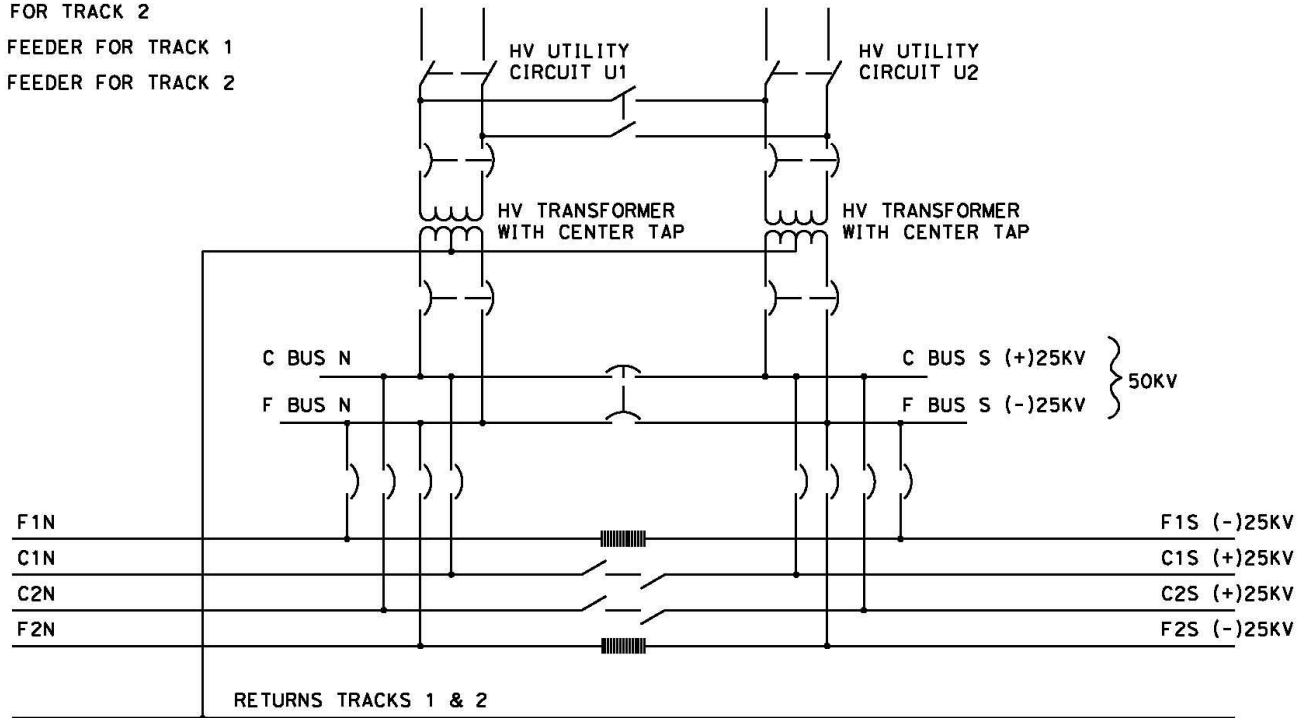 FOR TRACK 2
FEEDER FOR TRACK 1
FEEDER FOR TRACK 2
HV UTILITY
CIRCUIT U1
HV UTILITY
CIRCUIT U2
HV TRANSFORMER
WITH CENTER TAP
HV TRANSFORMER
WITH CENTER TAP
C BUS N
C BUS S (+)25KV
50KV
F BUS N
F BUS S (-)25KV
F1N
F1S (-)25KV
C1N
C1S (+)25KV
C2N
C2S (+)25KV
F2N
F2S (-)25KV
RETURNS TRACKS 1 & 2